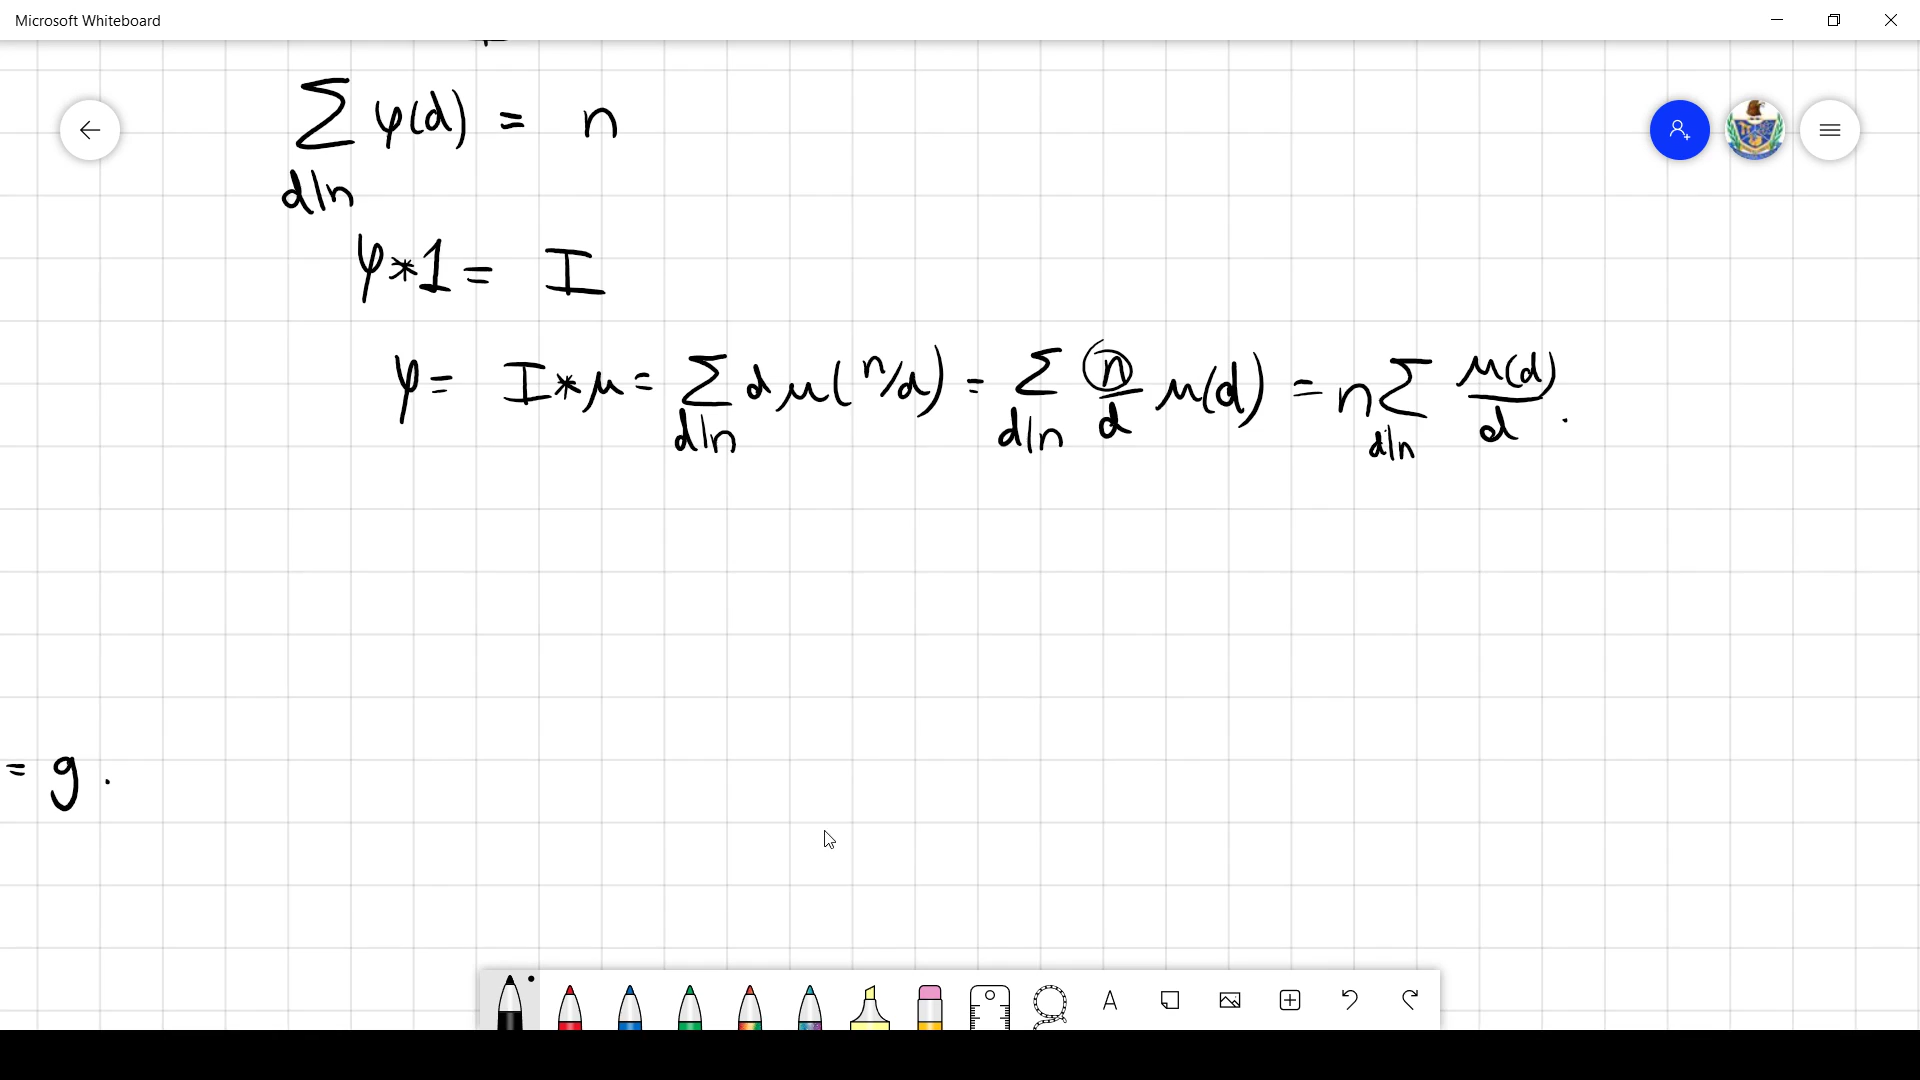 Microsoft Whiteboard
∑ φ(d) = n
d|n
φ*1 = I
φ = I*μ = ∑ d μ(n/d) = ∑ n/d μ(d) = n∑ μ(d)/d .
d|n d|n d|n
= g .